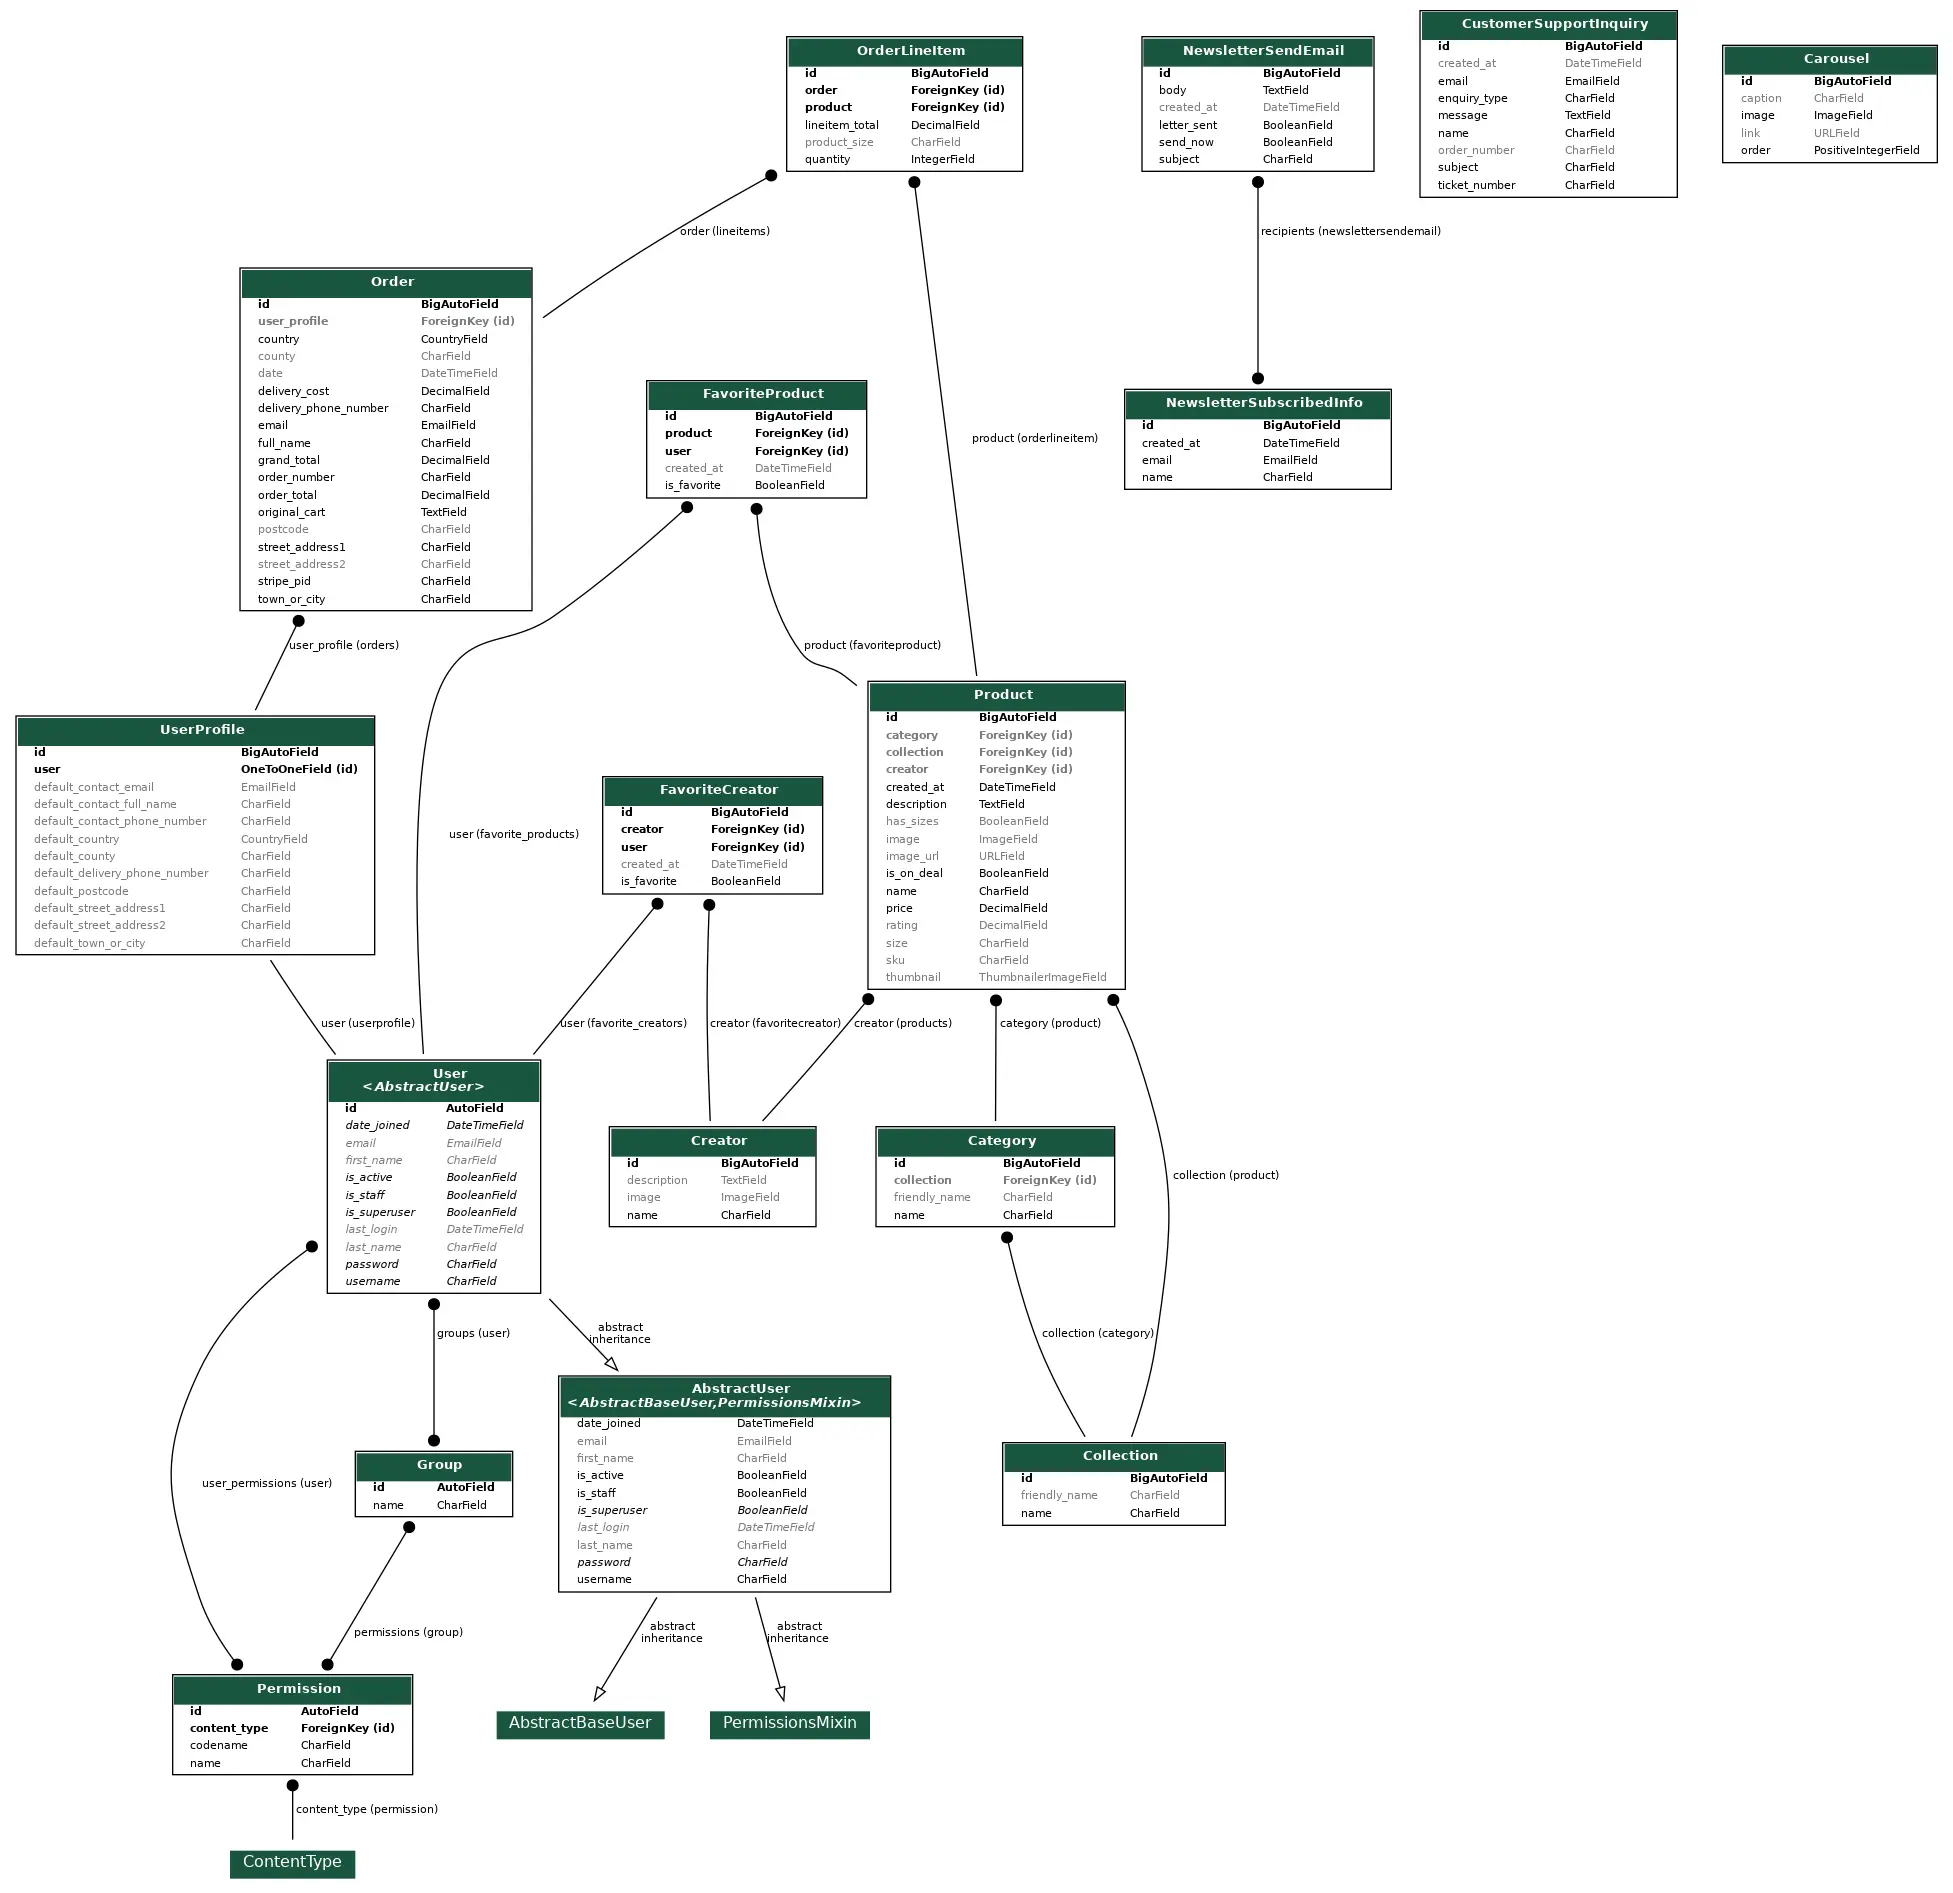 OrderLineItem
id BigAutoField
order ForeignKey (id)
product ForeignKey (id)
lineitem_total DecimalField
product_size CharField
quantity IntegerField
NewsletterSendEmail
id BigAutoField
body TextField
created_at DateTimeField
letter_sent BooleanField
send_now BooleanField
subject CharField
CustomerSupportInquiry
id BigAutoField
created_at DateTimeField
email EmailField
enquiry_type CharField
message TextField
name CharField
order_number CharField
subject CharField
ticket_number CharField
Carousel
id BigAutoField
caption CharField
image ImageField
link URLField
order PositiveIntegerField
order (lineitems)
recipients (newslettersendemail)
Order
id BigAutoField
user_profile ForeignKey (id)
country CountryField
county CharField
date DateTimeField
delivery_cost DecimalField
delivery_phone_number CharField
email EmailField
full_name CharField
grand_total DecimalField
order_number CharField
order_total DecimalField
original_cart TextField
postcode CharField
street_address1 CharField
street_address2 CharField
stripe_pid CharField
town_or_city CharField
FavoriteProduct
id BigAutoField
product ForeignKey (id)
user ForeignKey (id)
created_at DateTimeField
is_favorite BooleanField
product (orderlineitem)
NewsletterSubscribedInfo
id BigAutoField
created_at DateTimeField
email EmailField
name CharField
user_profile (orders)
product (favoriteproduct)
UserProfile
id BigAutoField
user OneToOneField (id)
default_contact_email EmailField
default_contact_full_name CharField
default_contact_phone_number CharField
default_country CountryField
default_county CharField
default_delivery_phone_number CharField
default_postcode CharField
default_street_address1 CharField
default_street_address2 CharField
default_town_or_city CharField
user (favorite_products)
FavoriteCreator
id BigAutoField
creator ForeignKey (id)
user ForeignKey (id)
created_at DateTimeField
is_favorite BooleanField
Product
id BigAutoField
category ForeignKey (id)
collection ForeignKey (id)
creator ForeignKey (id)
created_at DateTimeField
description TextField
has_sizes BooleanField
image ImageField
image_url URLField
is_on_deal BooleanField
name CharField
price DecimalField
rating DecimalField
size CharField
sku CharField
thumbnail ThumbnailerImageField
user (userprofile)
user (favorite_creators)
creator (favoritecreator)
creator (products)
category (product)
User
<AbstractUser>
id AutoField
date_joined DateTimeField
email EmailField
first_name CharField
is_active BooleanField
is_staff BooleanField
is_superuser BooleanField
last_login DateTimeField
last_name CharField
password CharField
username CharField
Creator
id BigAutoField
description TextField
image ImageField
name CharField
Category
id BigAutoField
collection ForeignKey (id)
friendly_name CharField
name CharField
collection (product)
groups (user)
abstract
inheritance
collection (category)
user_permissions (user)
Group
id AutoField
name CharField
AbstractUser
<AbstractBaseUser,PermissionsMixin>
date_joined DateTimeField
email EmailField
first_name CharField
is_active BooleanField
is_staff BooleanField
is_superuser BooleanField
last_login DateTimeField
last_name CharField
password CharField
username CharField
Collection
id BigAutoField
friendly_name CharField
name CharField
permissions (group)
abstract
inheritance
abstract
inheritance
Permission
id AutoField
content_type ForeignKey (id)
codename CharField
name CharField
AbstractBaseUser
PermissionsMixin
content_type (permission)
ContentType